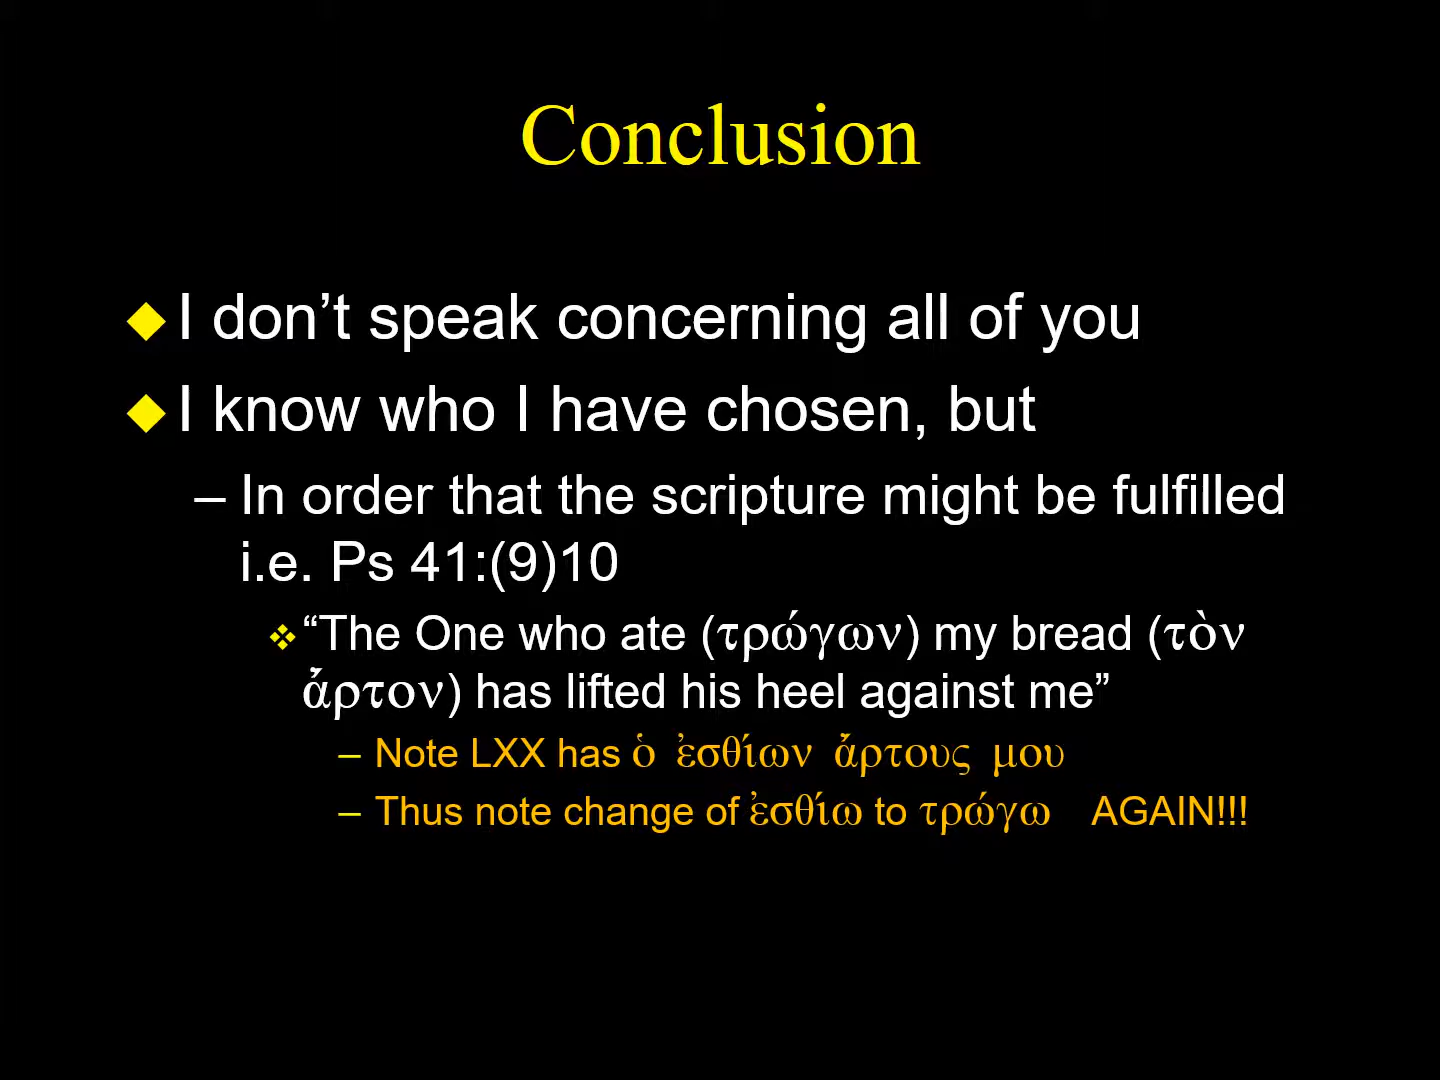 Conclusion
I don’t speak concerning all of you
I know who I have chosen, but
– In order that the scripture might be fulfilled
i.e. Ps 41:(9)10
“The One who ate (τρώγων) my bread (τὸν
ἄρτον) has lifted his heel against me”
– Note LXX has ὁ ἐσθίων ἄρτους μου
– Thus note change of ἐσθίω to τρώγω AGAIN!!!